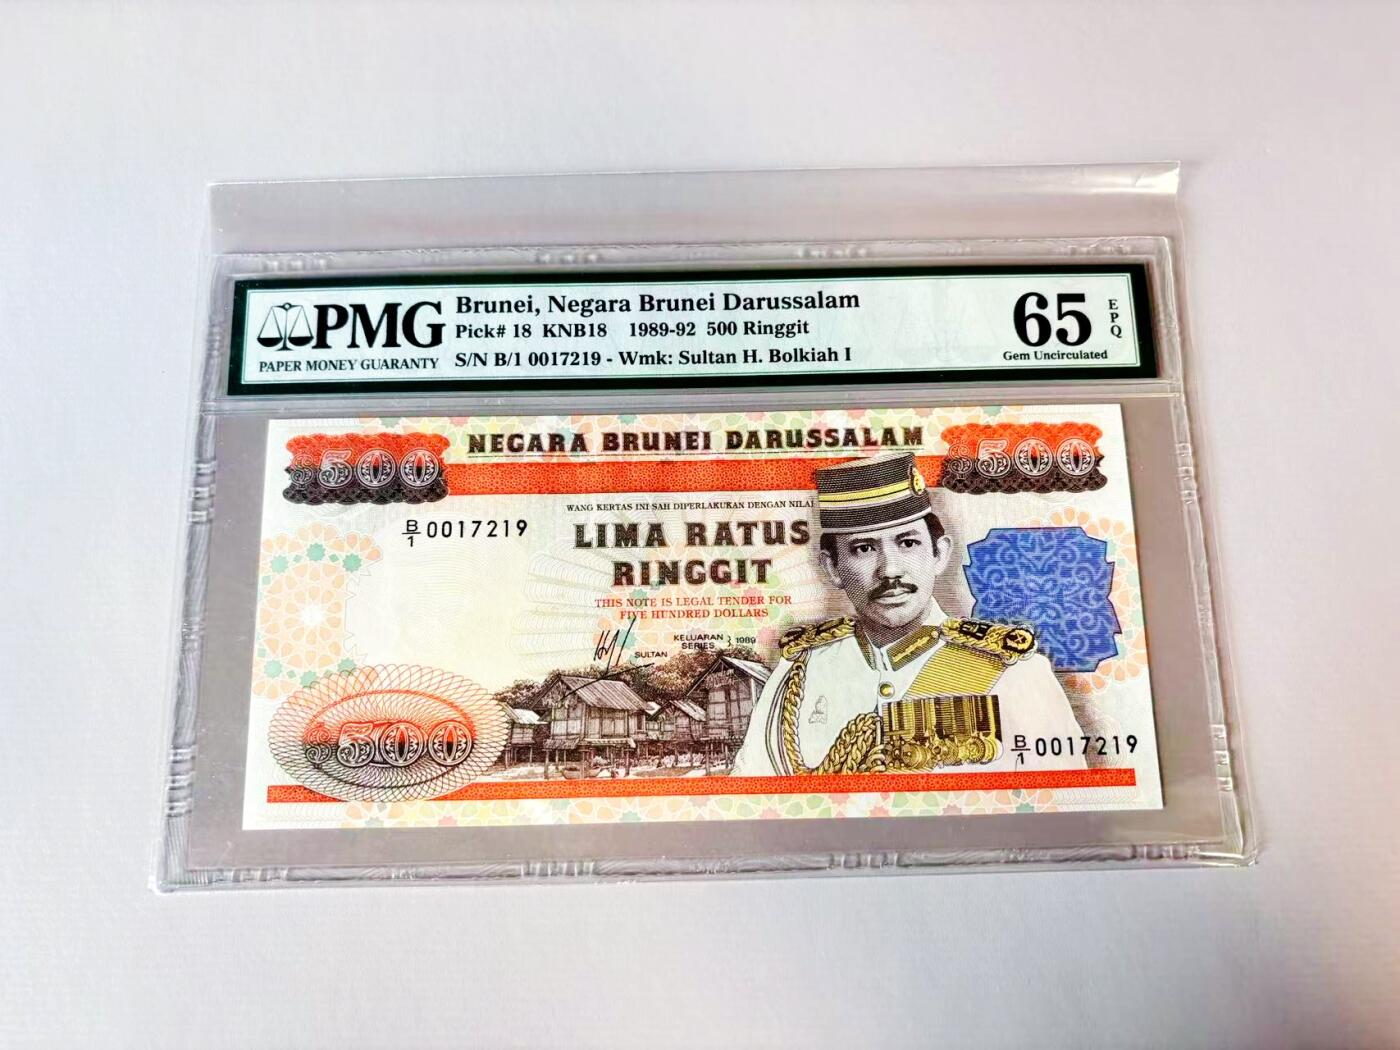 PMG
PAPER MONEY GUARANTY
Brunei, Negara Brunei Darussalam
Pick# 18 KNB18 1989-92 500 Ringgit
S/N B/1 0017219 - Wmk: Sultan H. Bolkiah I
65 EPQ
Gem Uncirculated
NEGARA BRUNEI DARUSSALAM
$500
$500
WANG KERTAS INI SAH DIPERLAKUKAN DENGAN NILAI
B/1 0017219
LIMA RATUS
RINGGIT
THIS NOTE IS LEGAL TENDER FOR
FIVE HUNDRED DOLLARS
KELUARAN
SERIES } 1989
SULTAN
$500
B/1 0017219